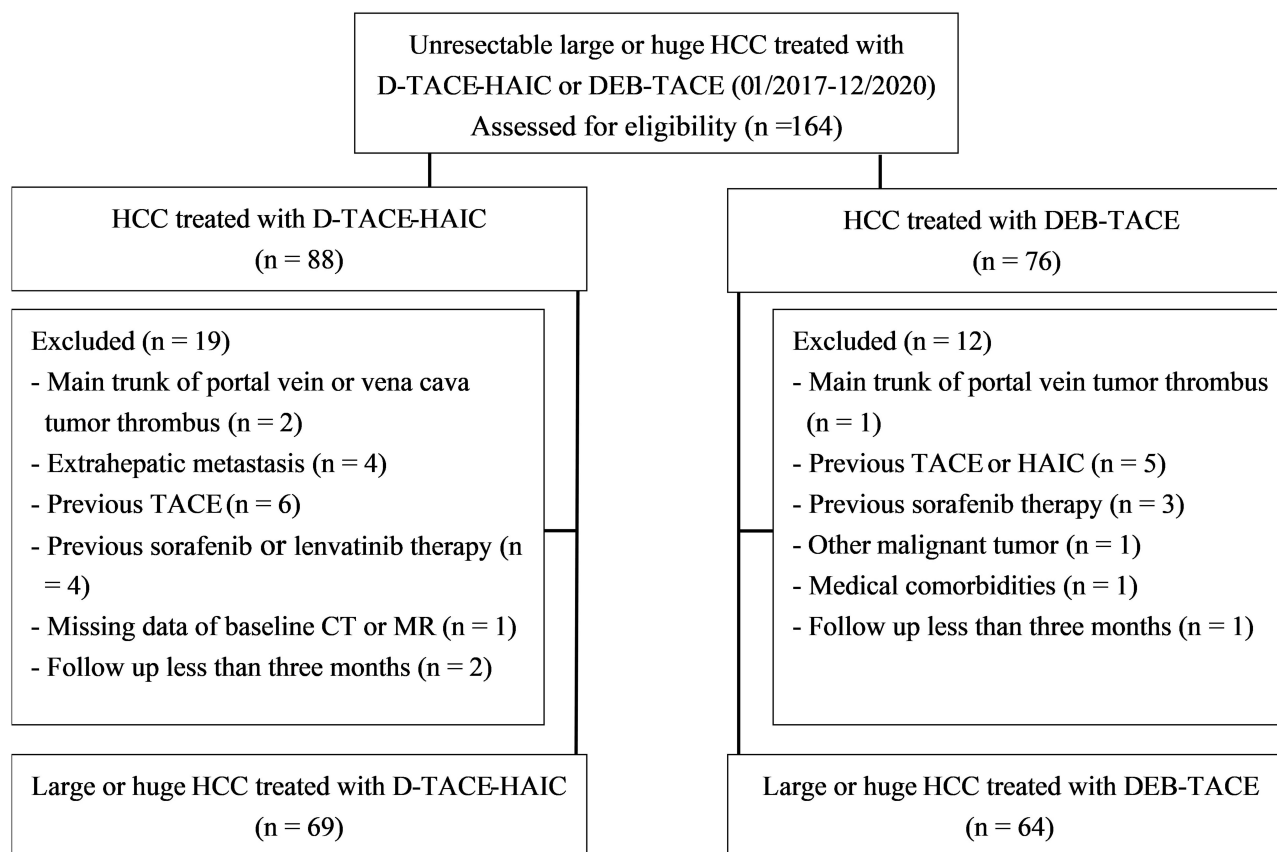 Unresectable large or huge HCC treated with
D-TACE-HAIC or DEB-TACE (01/2017-12/2020)
Assessed for eligibility (n =164)
HCC treated with D-TACE-HAIC
(n = 88)
HCC treated with DEB-TACE
(n = 76)
Excluded (n = 19)
- Main trunk of portal vein or vena cava
tumor thrombus (n = 2)
- Extrahepatic metastasis (n = 4)
- Previous TACE (n = 6)
- Previous sorafenib or lenvatinib therapy (n
= 4)
- Missing data of baseline CT or MR (n = 1)
- Follow up less than three months (n = 2)
Excluded (n = 12)
- Main trunk of portal vein tumor thrombus
(n = 1)
- Previous TACE or HAIC (n = 5)
- Previous sorafenib therapy (n = 3)
- Other malignant tumor (n = 1)
- Medical comorbidities (n = 1)
- Follow up less than three months (n = 1)
Large or huge HCC treated with D-TACE-HAIC
(n = 69)
Large or huge HCC treated with DEB-TACE
(n = 64)